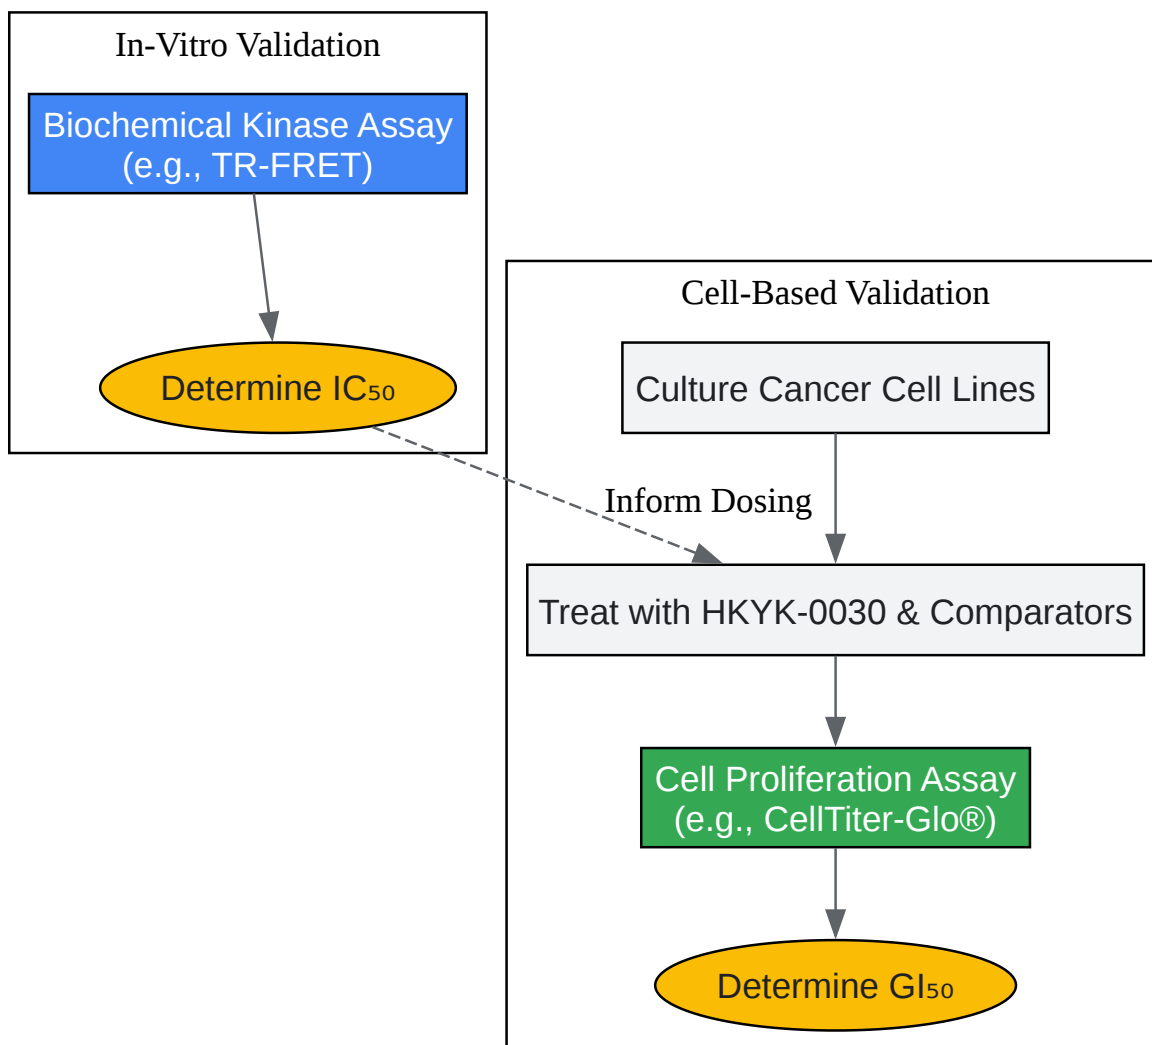 In-Vitro Validation
Biochemical Kinase Assay
(e.g., TR-FRET)
Determine IC₅₀
Cell-Based Validation
Culture Cancer Cell Lines
Inform Dosing
Treat with HKYK-0030 & Comparators
Cell Proliferation Assay
(e.g., CellTiter-Glo®)
Determine GI₅₀